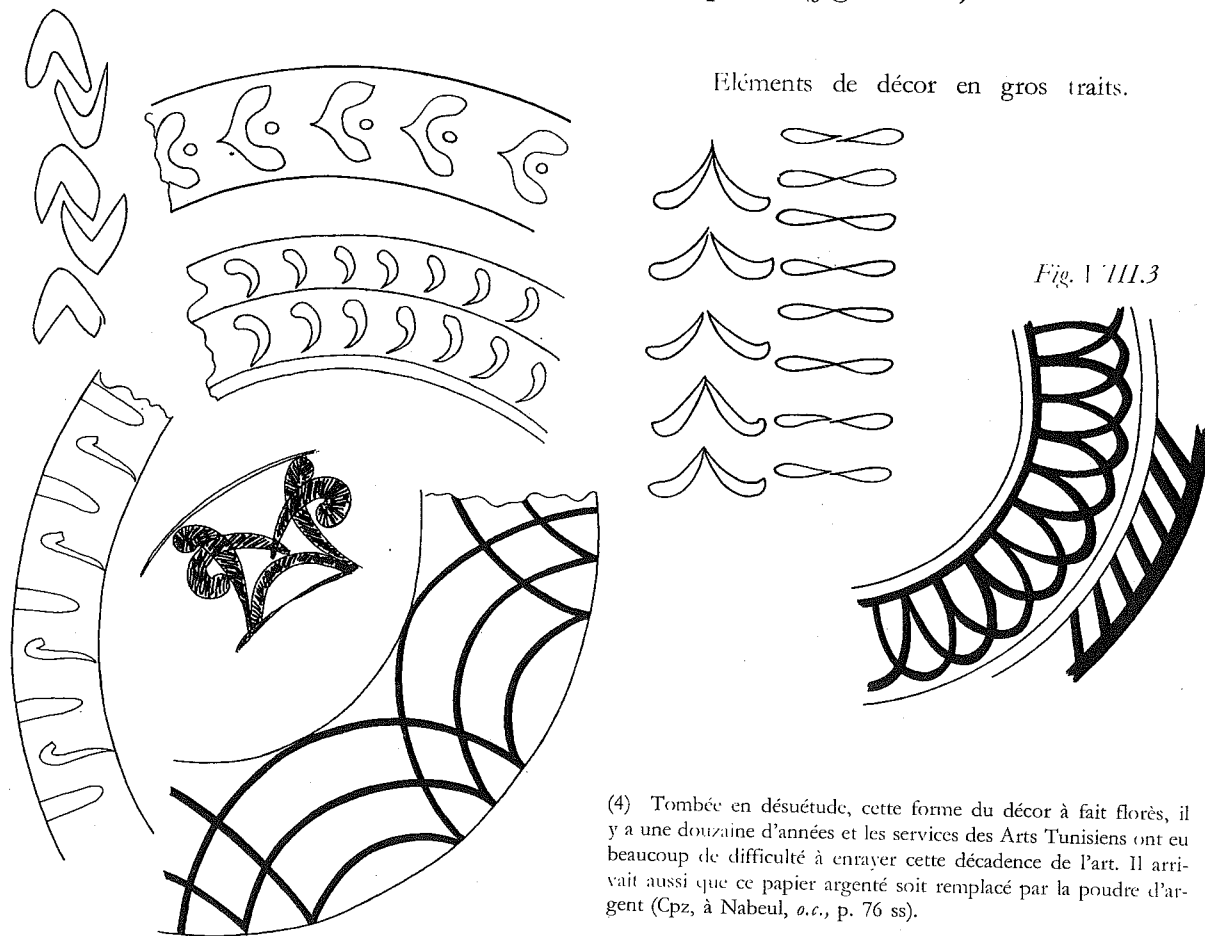 Eléments de décor en gros traits.
Fig. VIII.3
(4) Tombée en désuétude, cette forme du décor à fait florès, il
y a une douzaine d'années et les services des Arts Tunisiens ont eu
beaucoup de difficulté à enrayer cette décadence de l'art. Il arri-
vait aussi que ce papier argenté soit remplacé par la poudre d'ar-
gent (Cpz, à Nabeul, o.c., p. 76 ss).